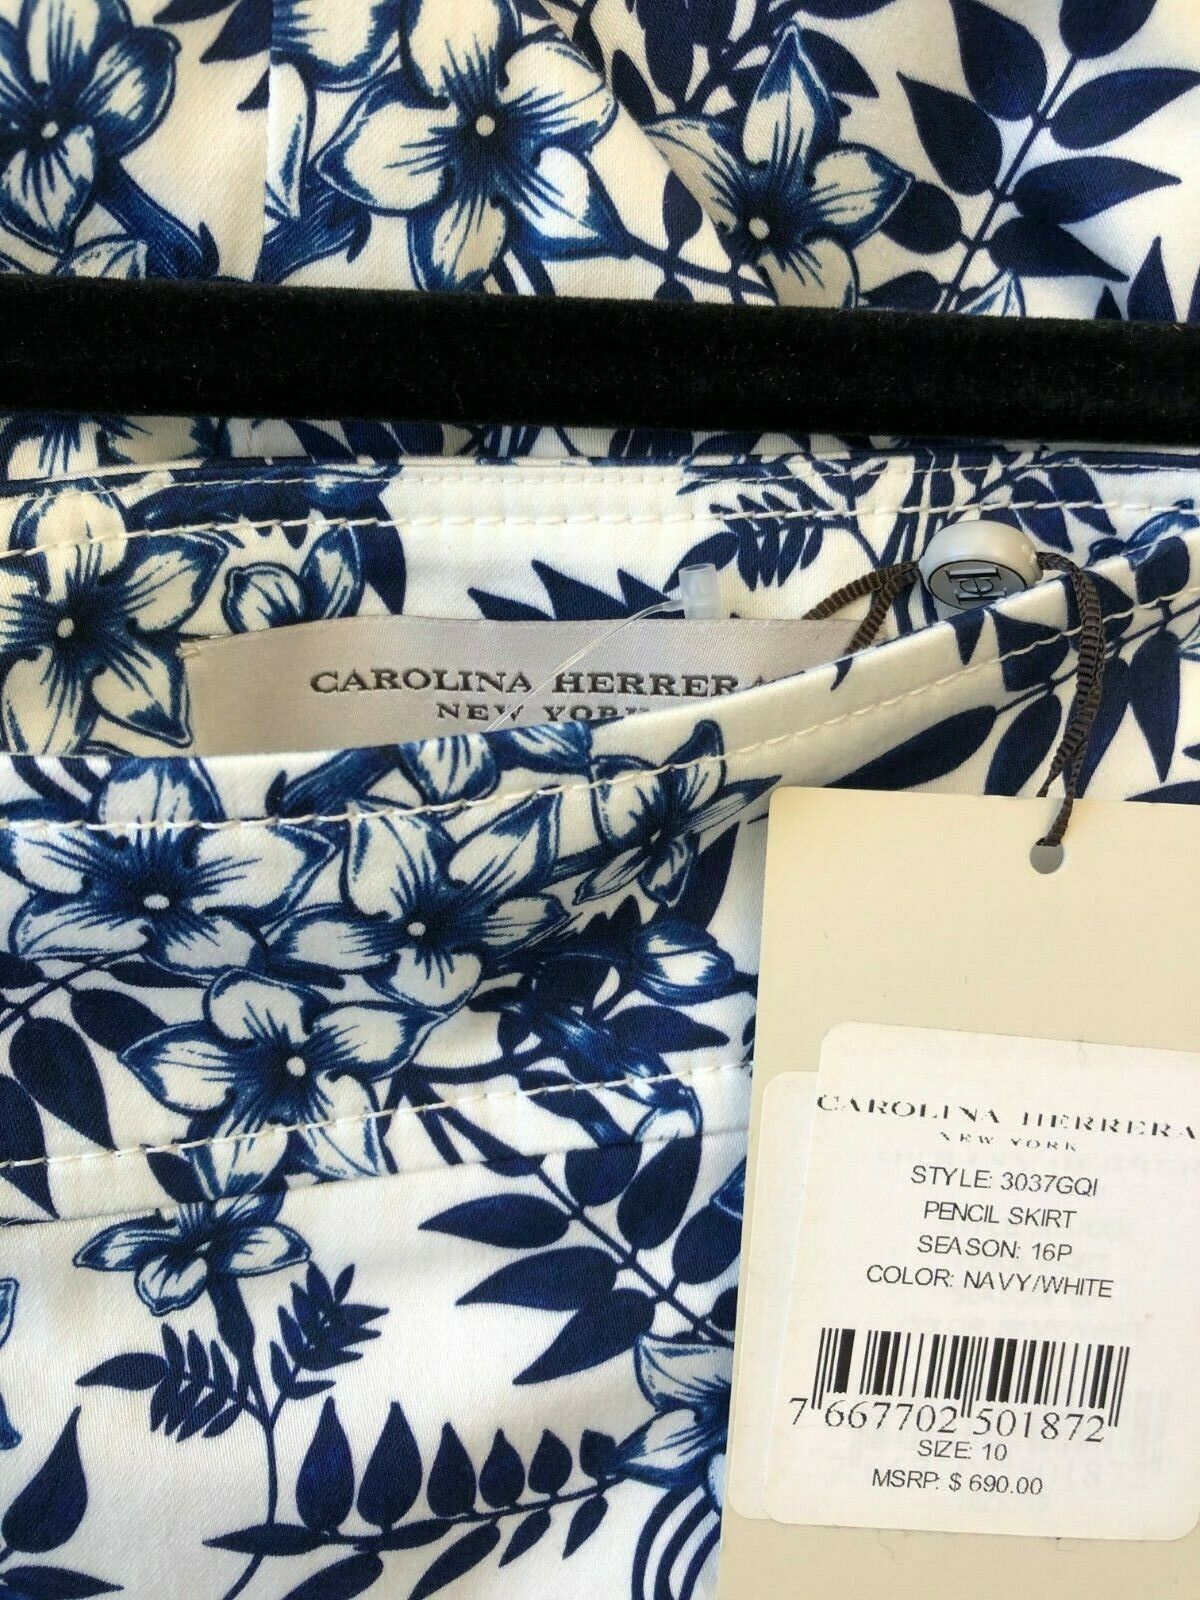 CAROLINA HERRERA
NEW YORK
CAROLINA HERRERA
NEW YORK
STYLE: 3037GQI
PENCIL SKIRT
SEASON: 16P
COLOR: NAVY/WHITE
7 667702 501872
SIZE: 10
MSRP: $ 690.00